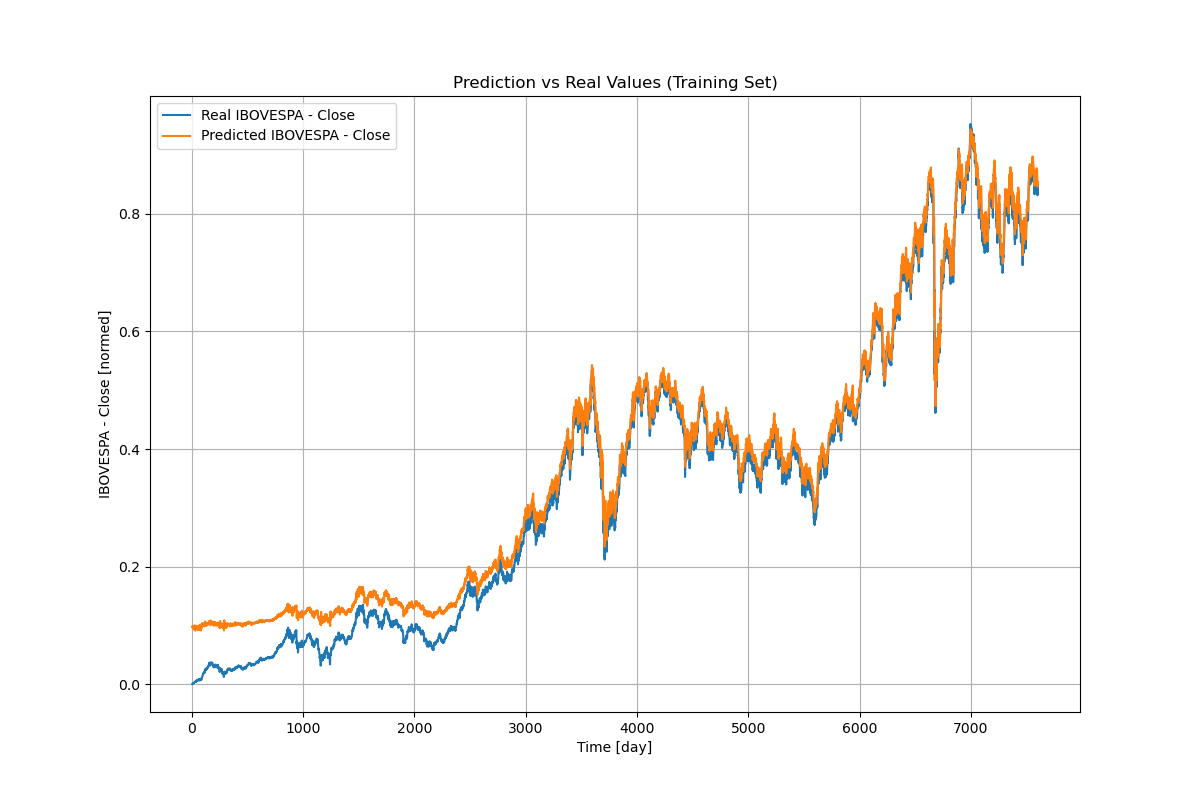 Prediction vs Real Values (Training Set)
Real IBOVESPA - Close
Predicted IBOVESPA - Close
IBOVESPA - Close [normed]
0.8
0.6
0.4
0.2
0.0
0 1000 2000 3000 4000 5000 6000 7000
Time [day]